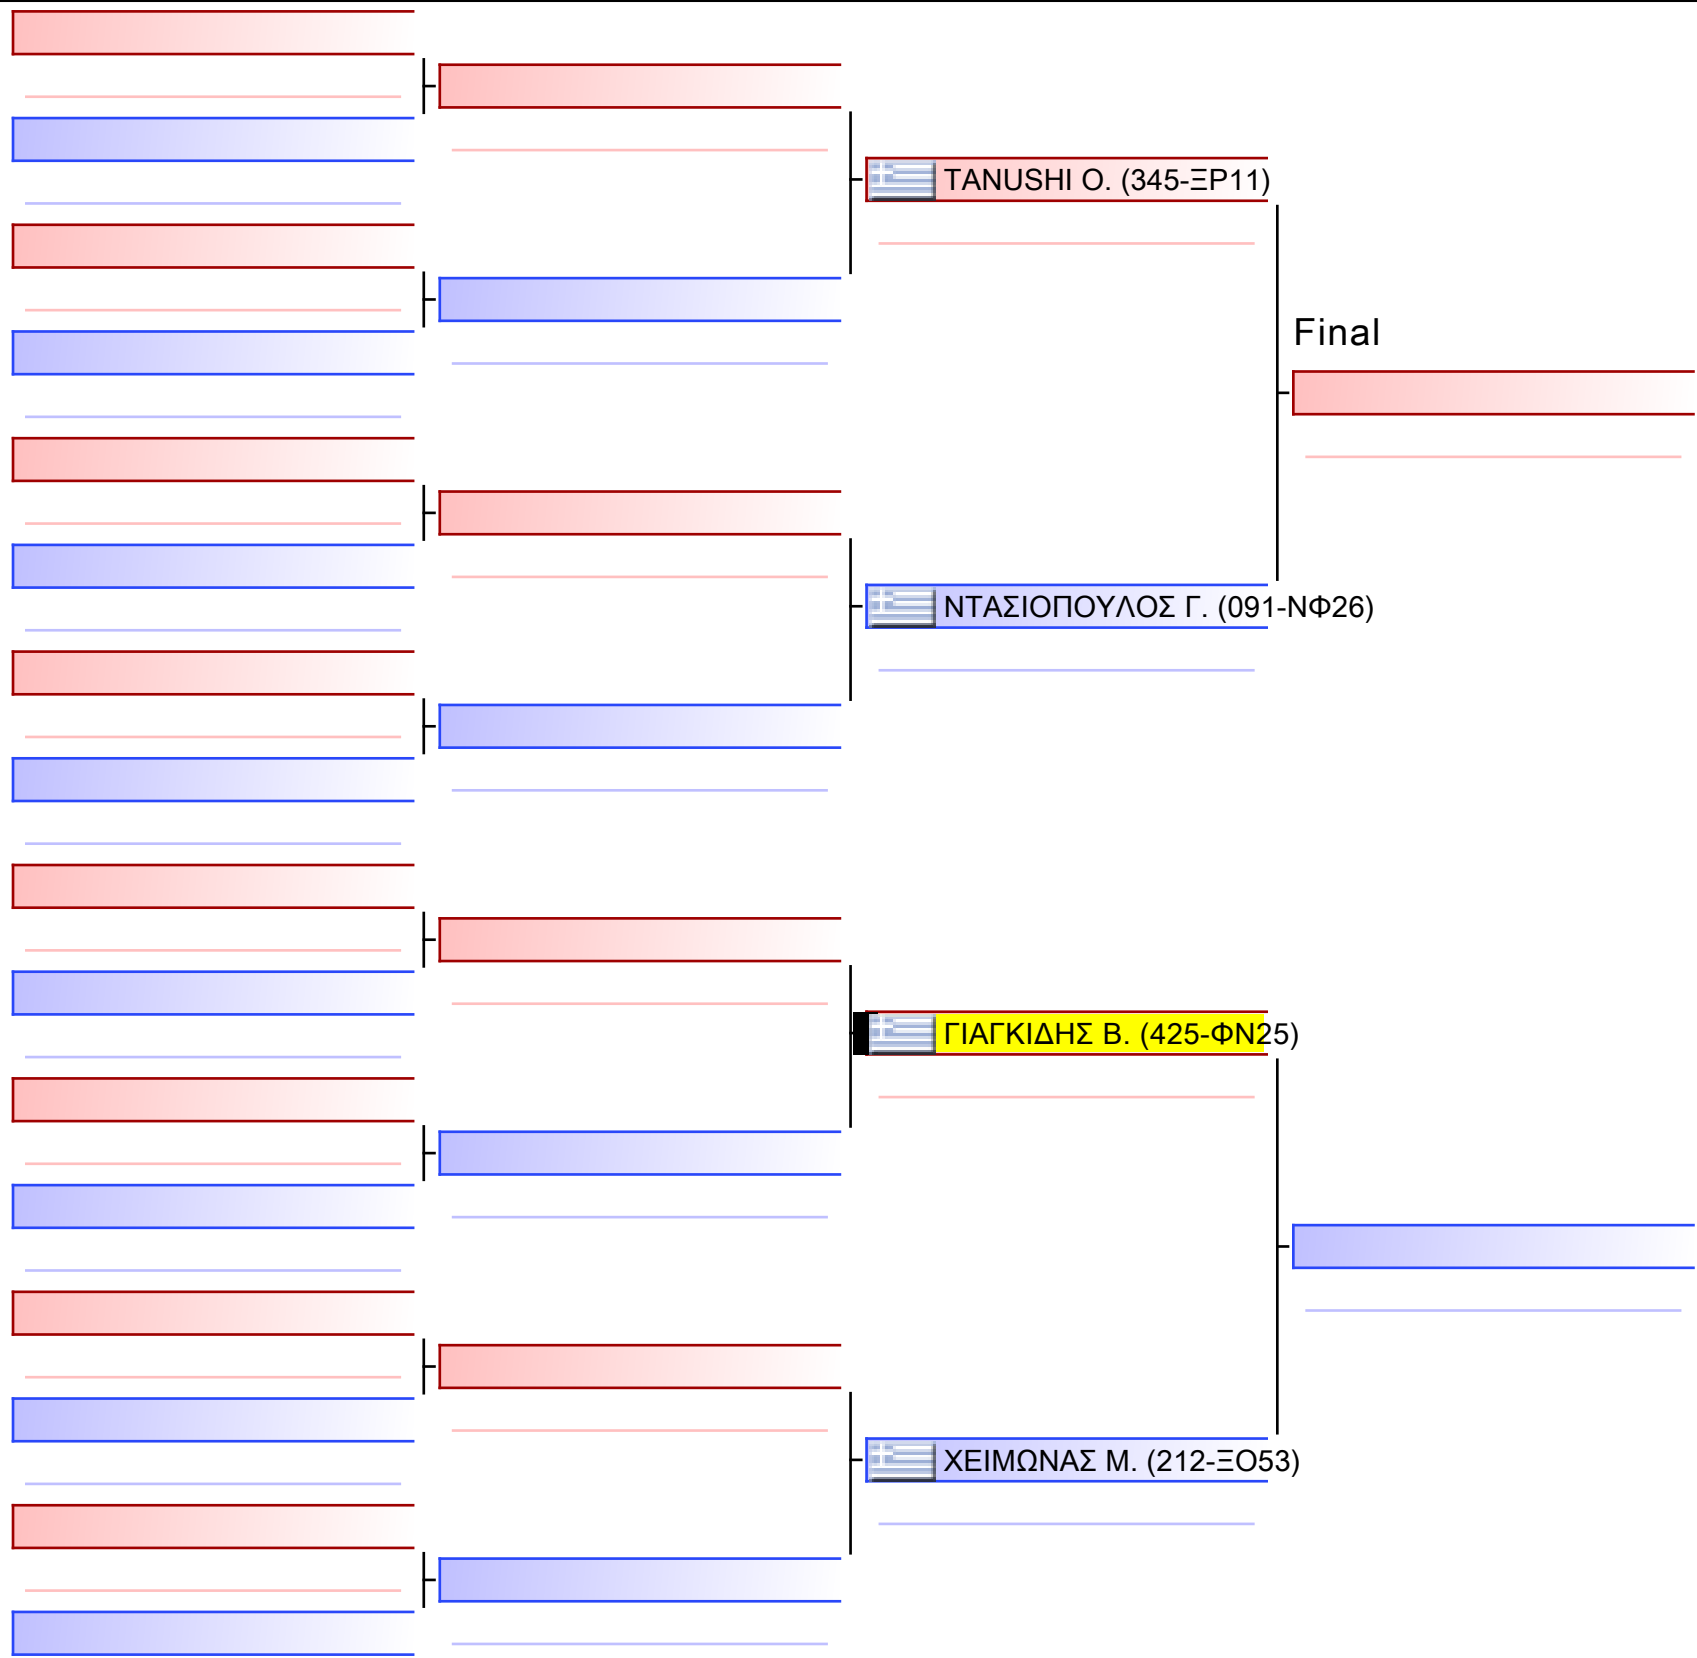 TANUSHI O. (345-ΞΡ11)
Final
ΝΤΑΣΙΟΠΟΥΛΟΣ Γ. (091-ΝΦ26)
ΓΙΑΓΚΙΔΗΣ Β. (425-ΦΝ25)
ΧΕΙΜΩΝΑΣ Μ. (212-ΞΟ53)